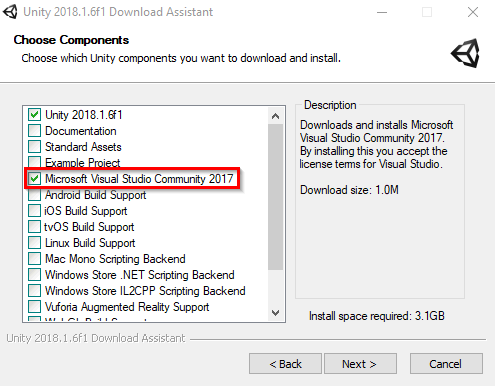 Unity 2018.1.6f1 Download Assistant
Choose Components
Choose which Unity components you want to download and install.
Unity 2018.1.6f1
Documentation
Standard Assets
Example Project
Microsoft Visual Studio Community 2017
Android Build Support
iOS Build Support
tvOS Build Support
Linux Build Support
Mac Mono Scripting Backend
Windows Store .NET Scripting Backend
Windows Store IL2CPP Scripting Backend
Vuforia Augmented Reality Support
Description
Downloads and installs Microsoft
Visual Studio Community 2017.
By installing this you accept the
license terms for Visual Studio.
Download size: 1.0M
Install space required: 3.1GB
Unity 2018.1.6f1 Download Assistant
< Back
Next >
Cancel